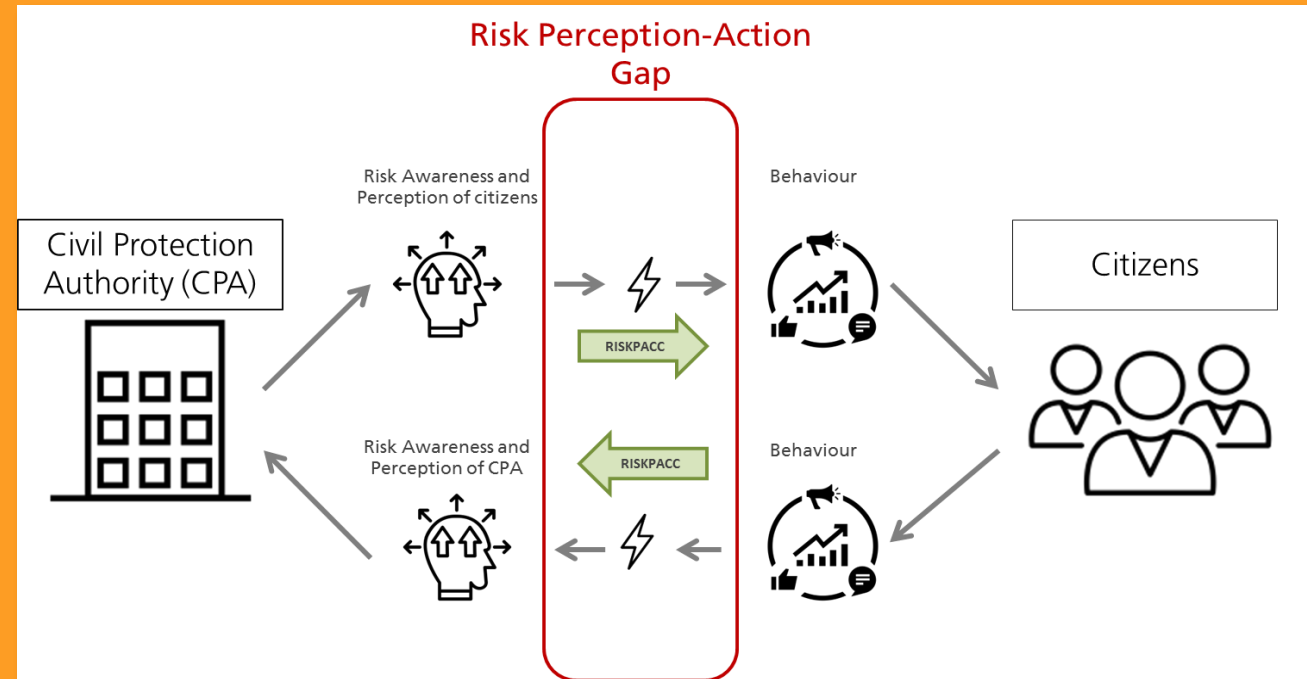 Risk Perception-Action
Gap
Risk Awareness and
Perception of citizens
Behaviour
Civil Protection
Authority (CPA)
Citizens
RISKPACC
Risk Awareness and
Perception of CPA
RISKPACC
Behaviour